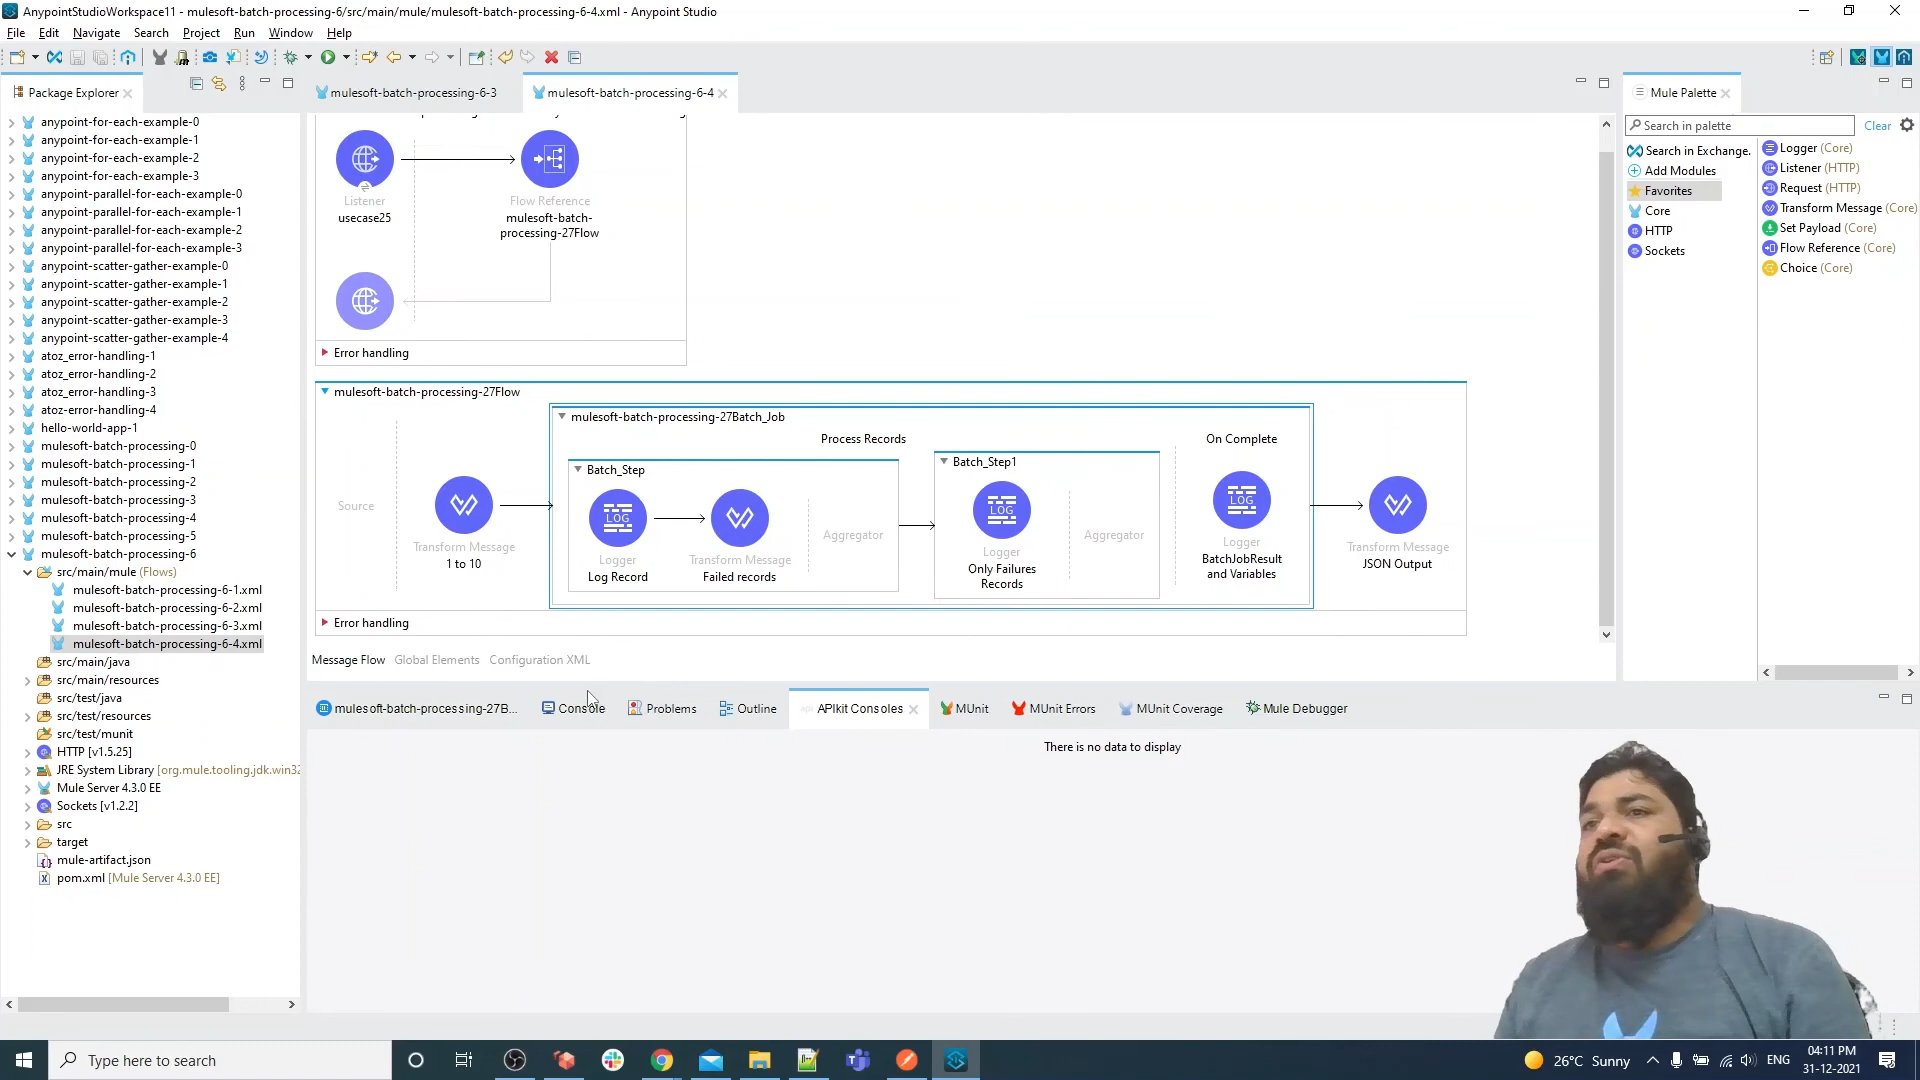 AnypointStudioWorkspace11 - mulesoft-batch-processing-6/src/main/mule/mulesoft-batch-processing-6-4.xml - Anypoint Studio
File Edit Navigate Search Project Run Window Help
Package Explorer
mulesoft-batch-processing-6-3
mulesoft-batch-processing-6-4
Mule Palette
anypoint-for-each-example-0
anypoint-for-each-example-1
anypoint-for-each-example-2
anypoint-for-each-example-3
anypoint-parallel-for-each-example-0
anypoint-parallel-for-each-example-1
anypoint-parallel-for-each-example-2
anypoint-parallel-for-each-example-3
anypoint-scatter-gather-example-0
anypoint-scatter-gather-example-1
anypoint-scatter-gather-example-2
anypoint-scatter-gather-example-3
anypoint-scatter-gather-example-4
atoz_error-handling-1
atoz_error-handling-2
atoz_error-handling-3
atoz-error-handling-4
hello-world-app-1
mulesoft-batch-processing-0
mulesoft-batch-processing-1
mulesoft-batch-processing-2
mulesoft-batch-processing-3
mulesoft-batch-processing-4
mulesoft-batch-processing-5
mulesoft-batch-processing-6
src/main/mule (Flows)
mulesoft-batch-processing-6-1.xml
mulesoft-batch-processing-6-2.xml
mulesoft-batch-processing-6-3.xml
mulesoft-batch-processing-6-4.xml
src/main/java
src/main/resources
src/test/java
src/test/resources
src/test/munit
HTTP [v1.5.25]
JRE System Library [org.mule.tooling.jdk.win32
Mule Server 4.3.0 EE
Sockets [v1.2.2]
src
target
mule-artifact.json
pom.xml [Mule Server 4.3.0 EE]
Listener
usecase25
Flow Reference
mulesoft-batch-
processing-27Flow
Error handling
mulesoft-batch-processing-27Flow
mulesoft-batch-processing-27Batch_Job
Process Records
On Complete
Source
Transform Message
1 to 10
Batch_Step
LOG
Logger
Log Record
Transform Message
Failed records
Aggregator
Batch_Step1
LOG
Logger
Only Failures
Records
Aggregator
LOG
Logger
BatchJobResult
and Variables
Transform Message
JSON Output
Error handling
Message Flow Global Elements Configuration XML
mulesoft-batch-processing-27B... Console Problems Outline APIkit Consoles MUnit MUnit Errors MUnit Coverage Mule Debugger
There is no data to display
Search in palette
Clear
Search in Exchange.
Add Modules
Favorites
Core
HTTP
Sockets
Logger (Core)
Listener (HTTP)
Request (HTTP)
Transform Message (Core)
Set Payload (Core)
Flow Reference (Core)
Choice (Core)
Type here to search
26°C Sunny
ENG
04:11 PM
31-12-2021